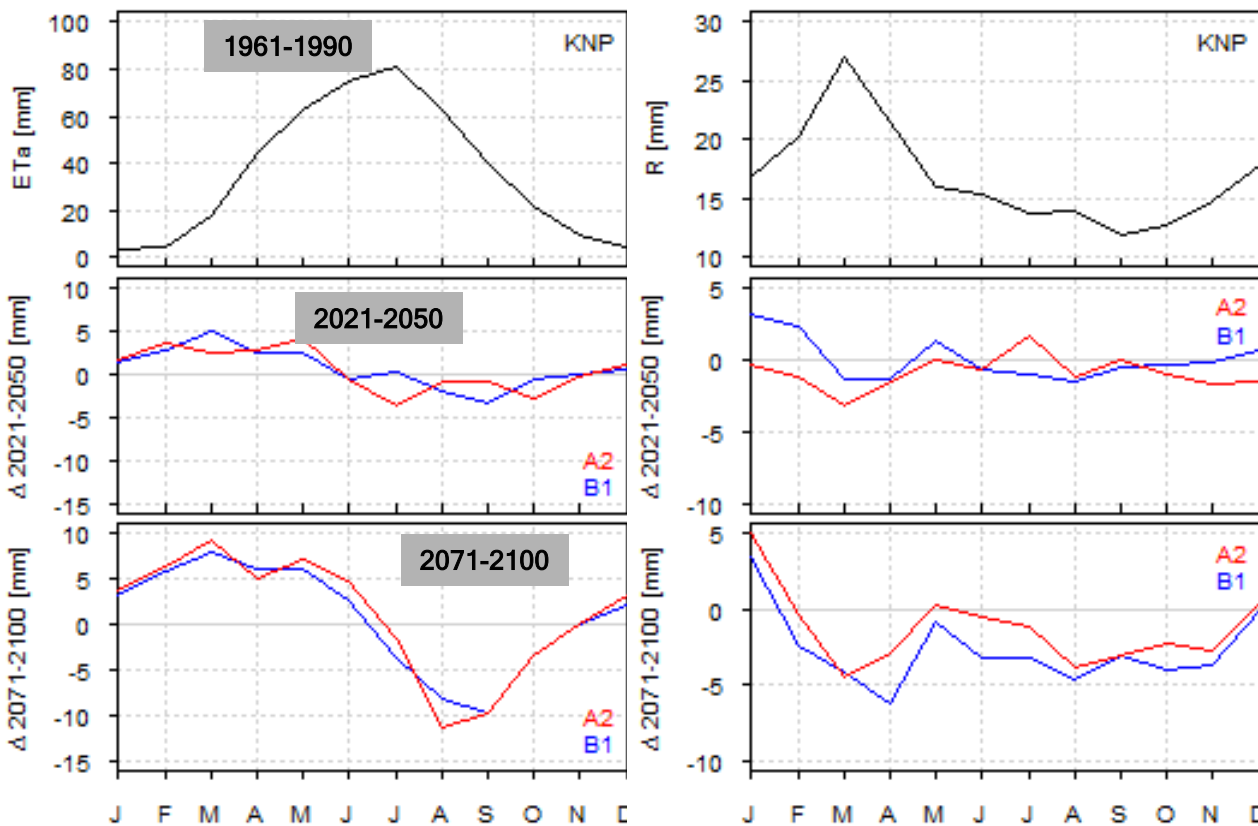 100
80
60
40
20
0
ETa [mm]
1961-1990
KNP
30
25
20
15
10
R [mm]
KNP
10
5
0
-5
-10
-15
Δ 2021-2050 [mm]
2021-2050
A2
B1
5
0
-5
-10
Δ 2021-2050 [mm]
A2
B1
10
5
0
-5
-10
-15
Δ 2071-2100 [mm]
2071-2100
A2
B1
J F M A M J J A S O N D
5
0
-5
-10
Δ 2071-2100 [mm]
A2
B1
J F M A M J J A S O N D